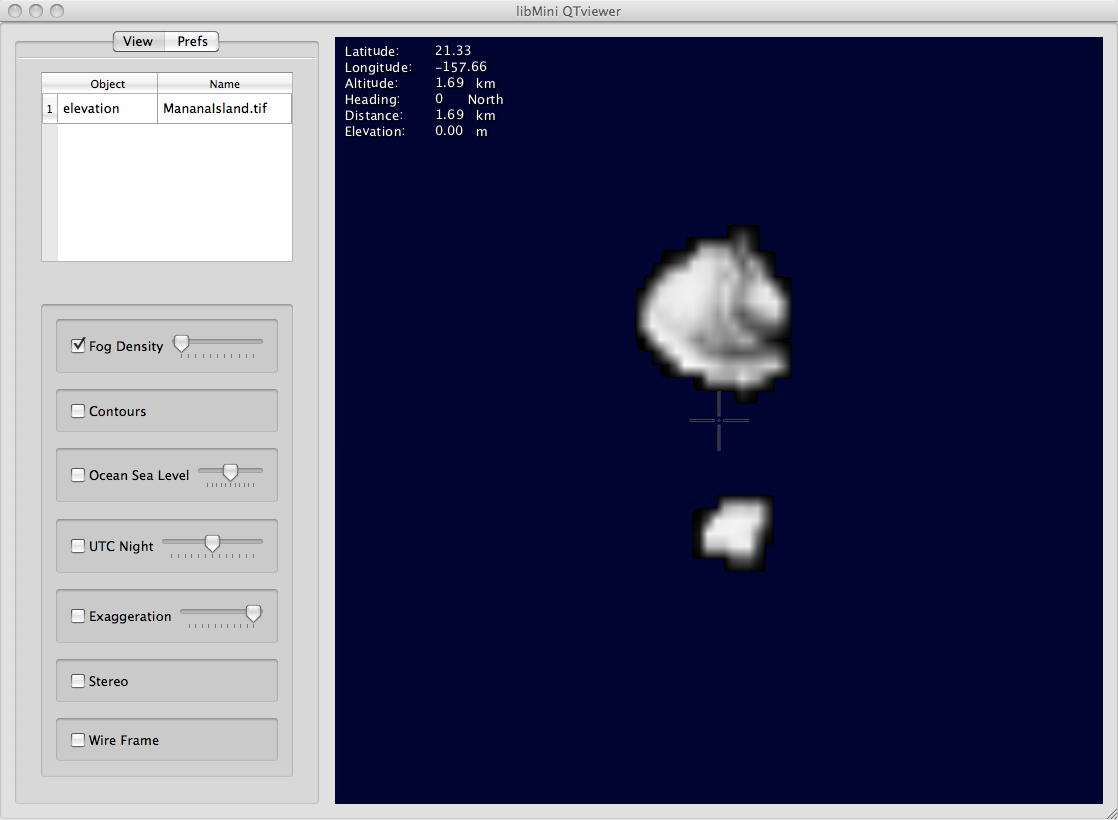 libMini QTviewer
View Prefs
Object Name
1 elevation MananaIsland.tif
Fog Density
Contours
Ocean Sea Level
UTC Night
Exaggeration
Stereo
Wire Frame
Latitude: 21.33
Longitude: -157.66
Altitude: 1.69 km
Heading: 0 North
Distance: 1.69 km
Elevation: 0.00 m